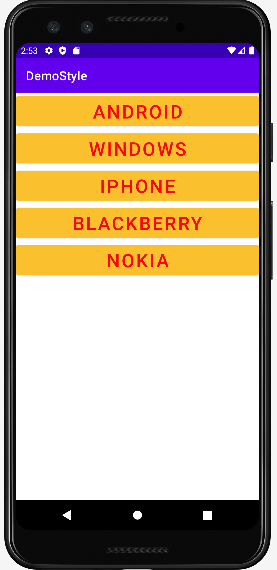 2:53
DemoStyle
ANDROID
WINDOWS
IPHONE
BLACKBERRY
NOKIA